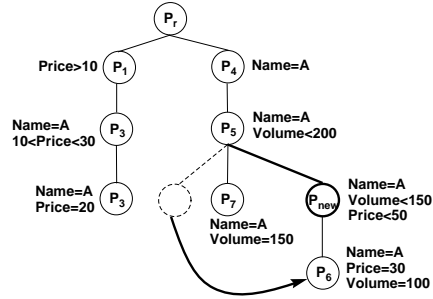 Pr
Price>10
P1
P4
Name=A
Name=A
10<Price<30
P3
P5
Name=A
Volume<200
Name=A
Price=20
P3
P7
Name=A
Volume=150
Pnew
Name=A
Volume<150
Price<50
P6
Name=A
Price=30
Volume=100